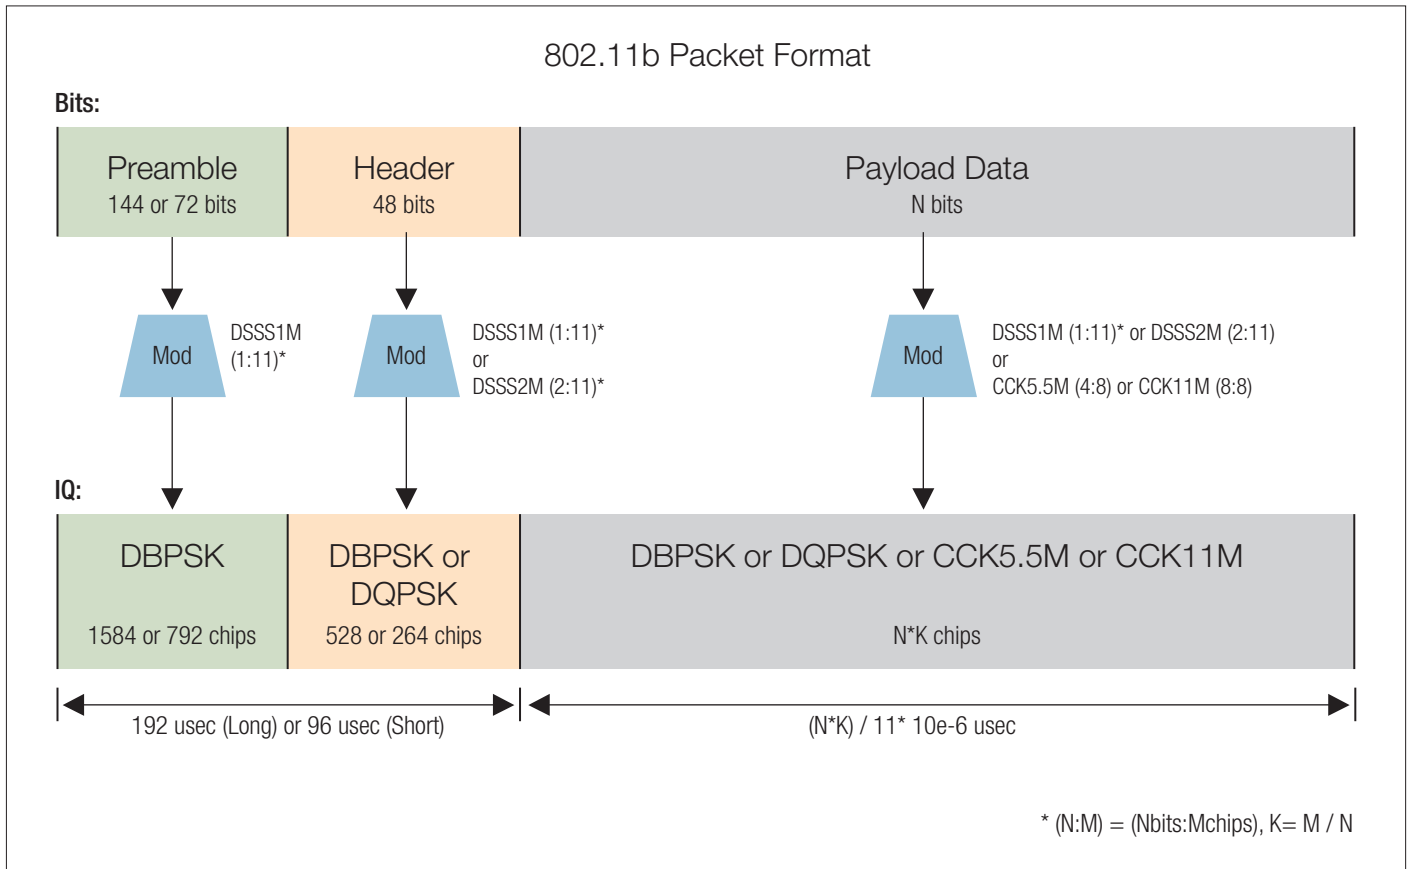 802.11b Packet Format
Bits:
Preamble
144 or 72 bits
Header
48 bits
Payload Data
N bits
Mod
DSSS1M
(1:11)*
Mod
DSSS1M (1:11)*
or
DSSS2M (2:11)*
Mod
DSSS1M (1:11)* or DSSS2M (2:11)
or
CCK5.5M (4:8) or CCK11M (8:8)
IQ:
DBPSK
1584 or 792 chips
DBPSK or
DQPSK
528 or 264 chips
DBPSK or DQPSK or CCK5.5M or CCK11M
N*K chips
192 usec (Long) or 96 usec (Short)
(N*K) / 11* 10e-6 usec
* (N:M) = (Nbits:Mchips), K= M / N